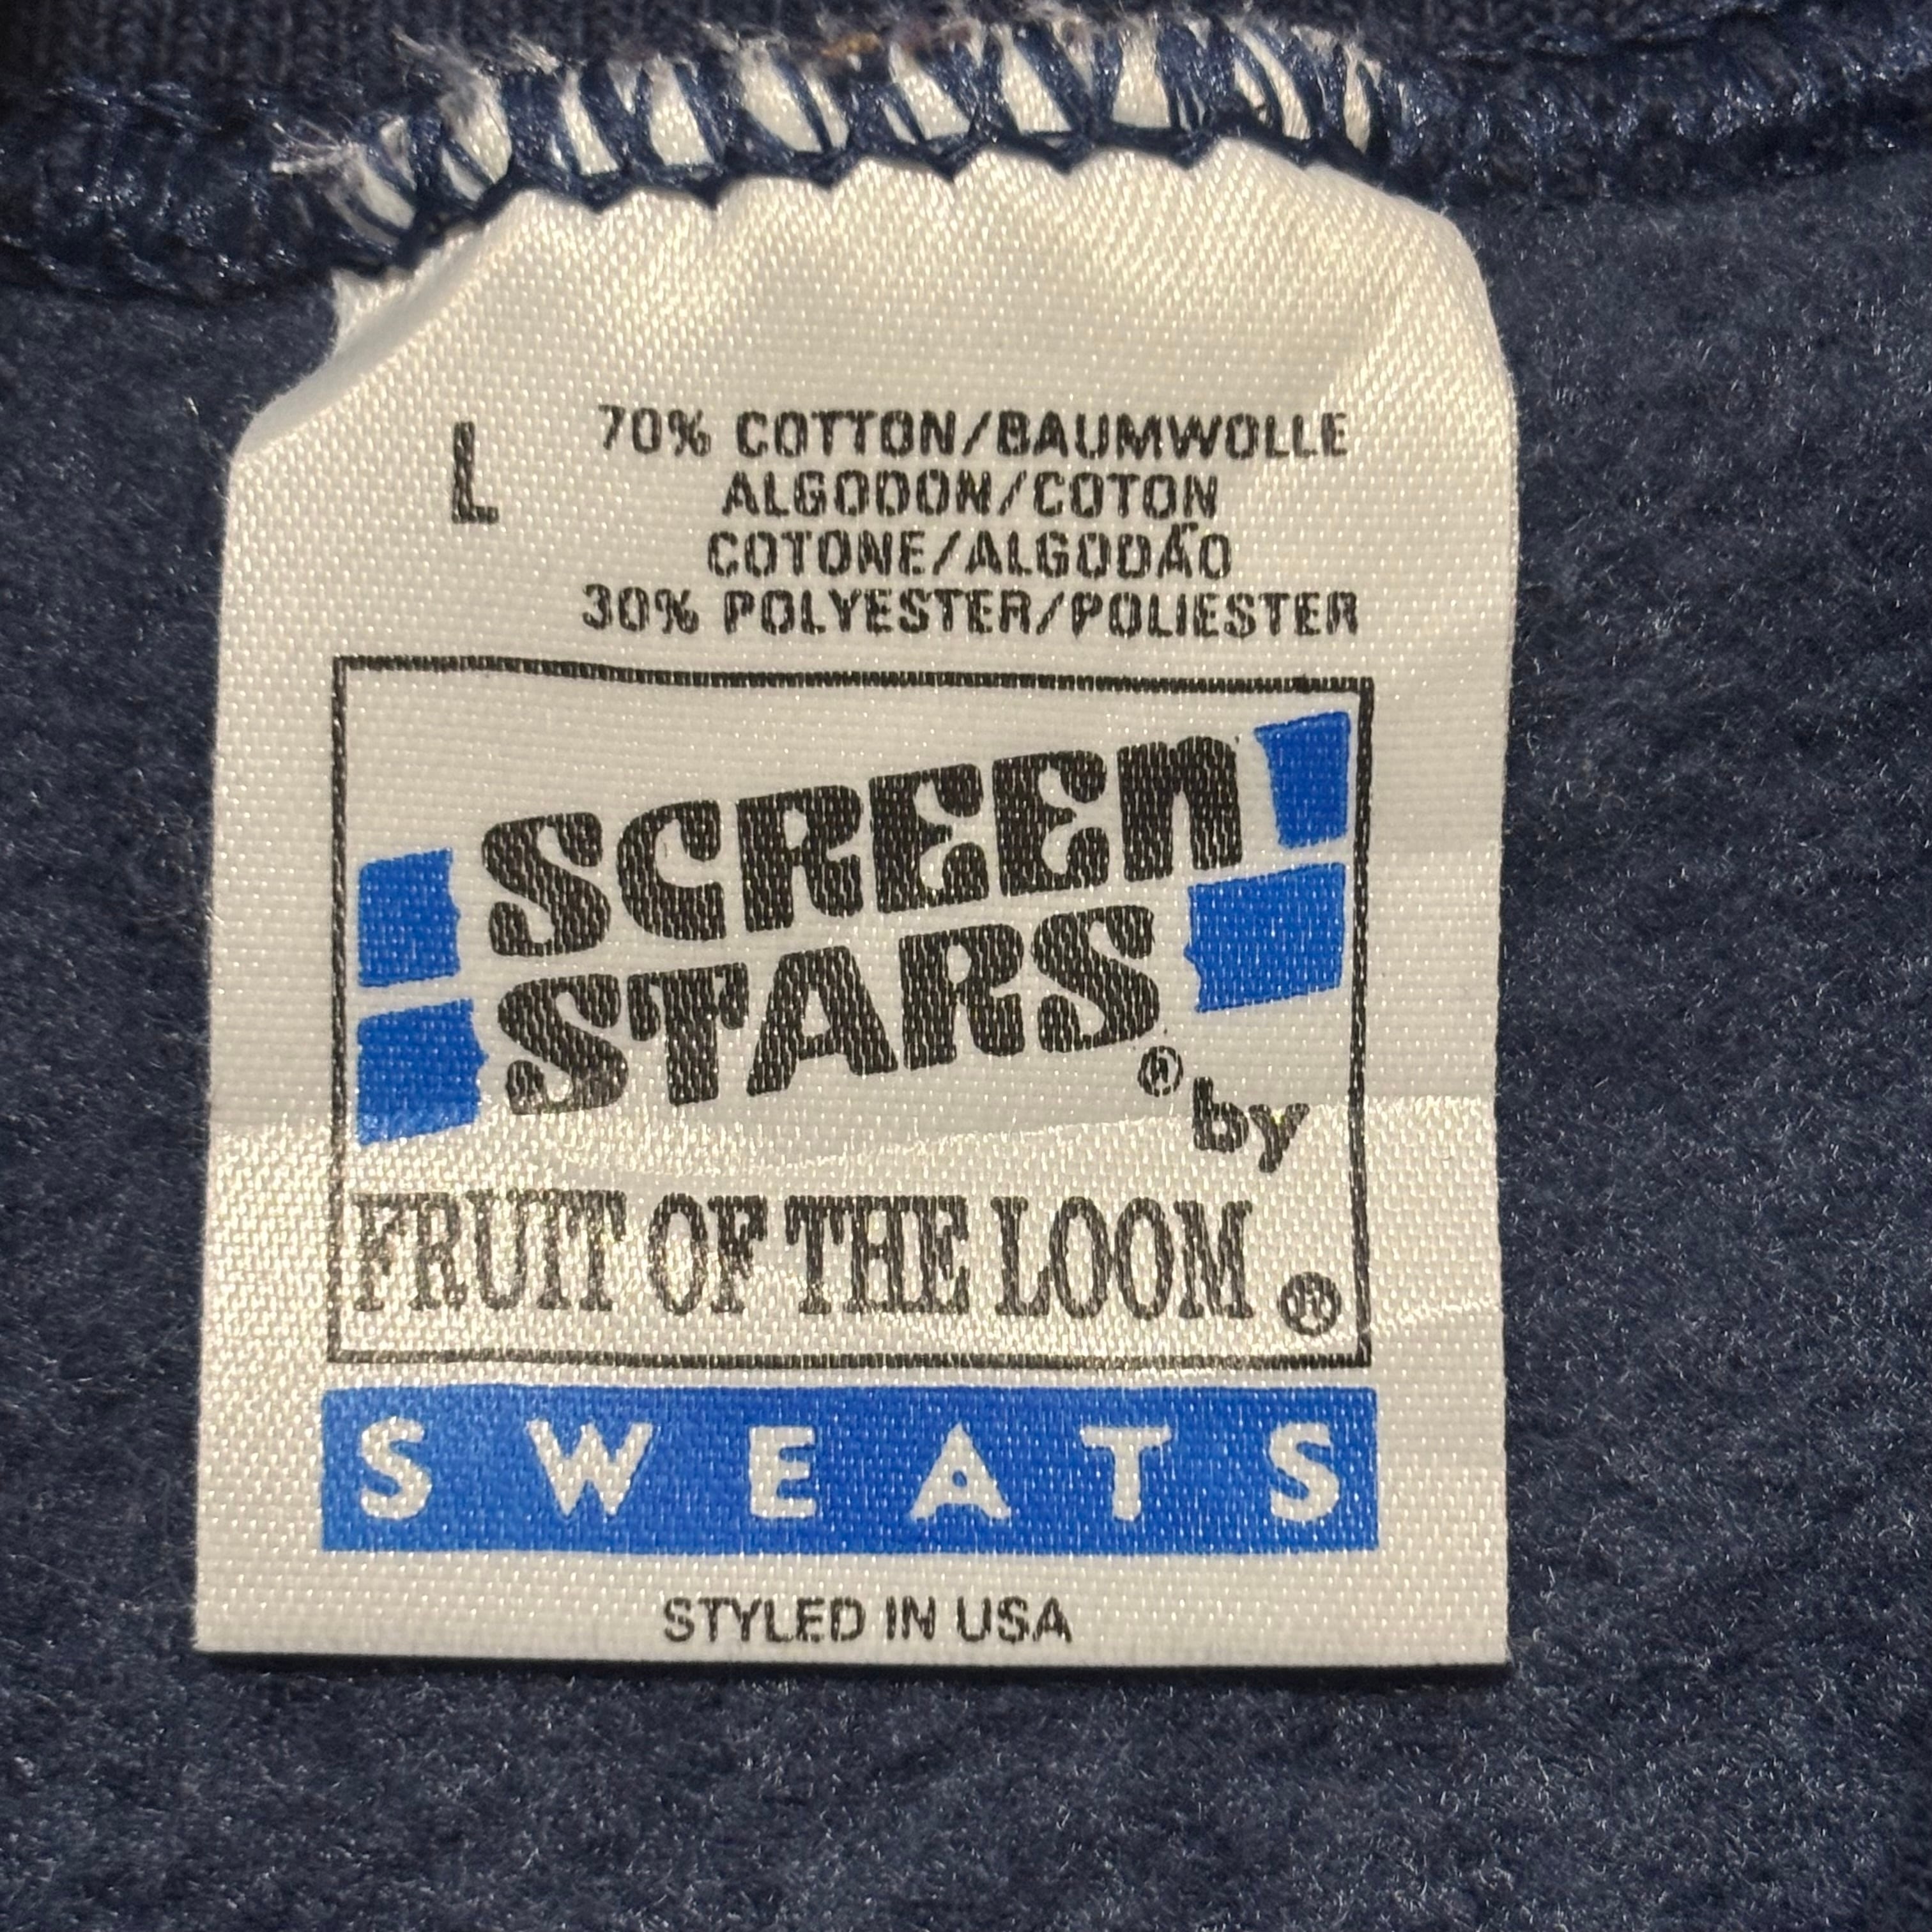 L
70% COTTON/BAUMWOLLE
ALGODON/COTON
COTONE/ALGODÃO
30% POLYESTER/POLIESTER
SCREEN
STARS®
by
FRUIT OF THE LOOM®
SWEATS
STYLED IN USA